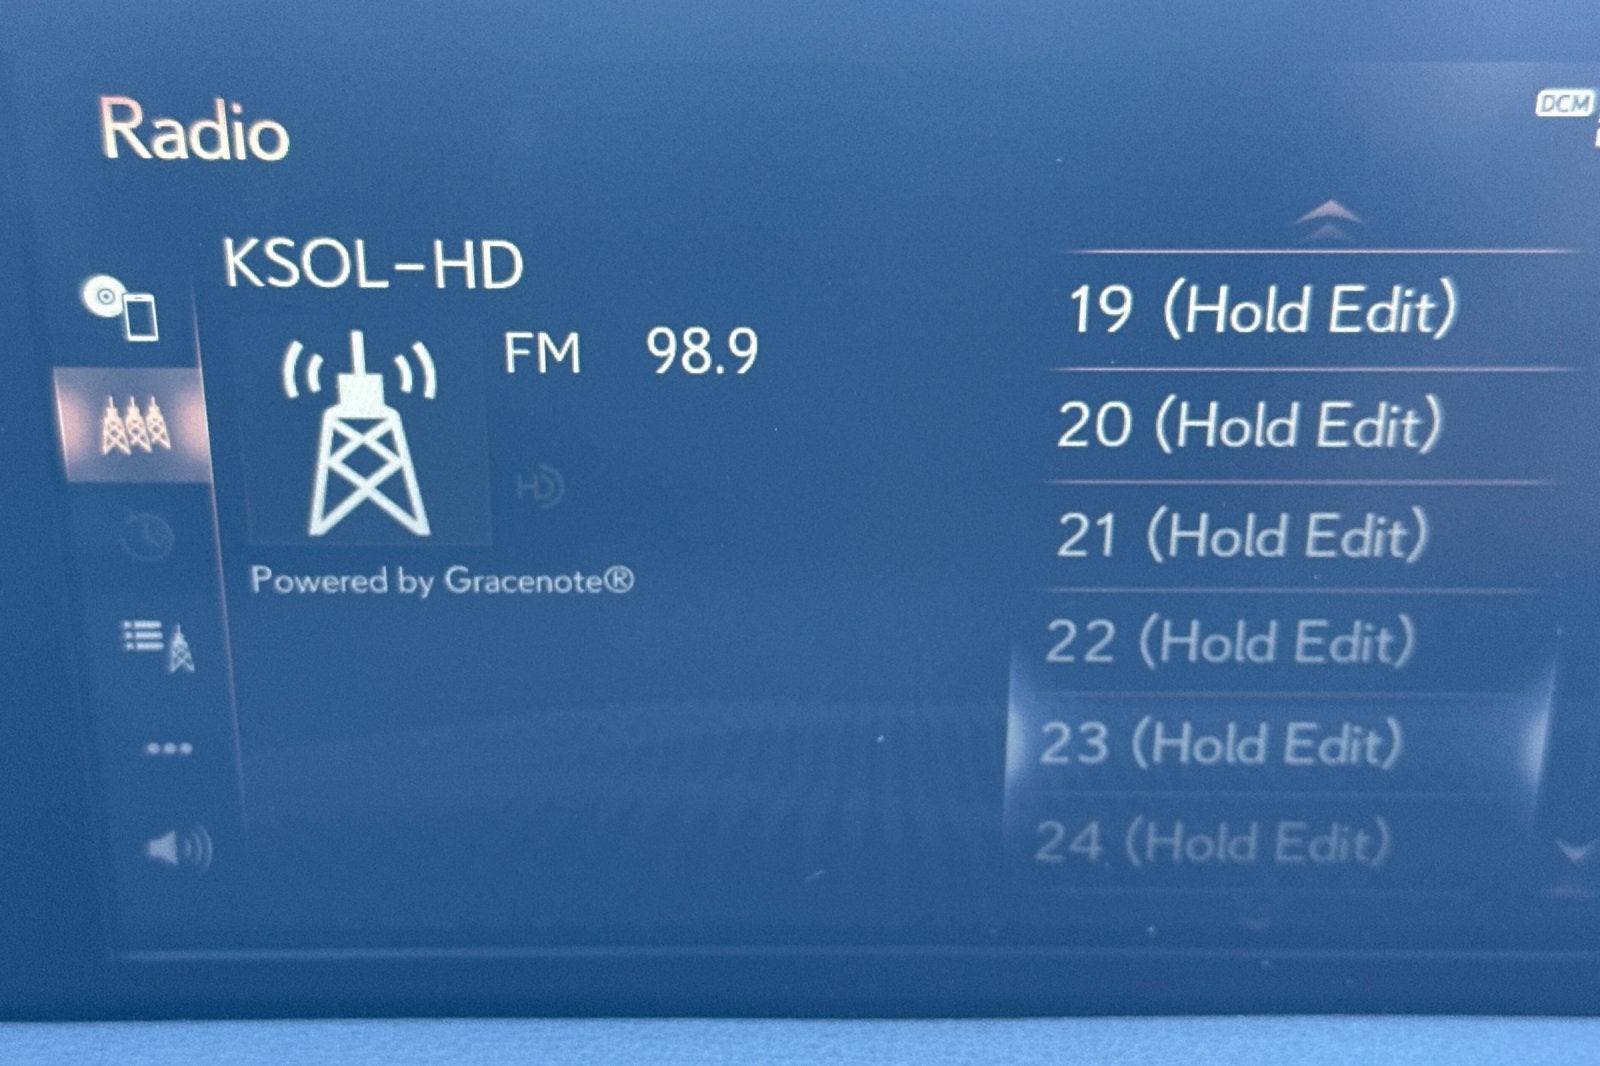 Radio
DCM
KSOL-HD
FM 98.9
HD
Powered by Gracenote®
19 (Hold Edit)
20 (Hold Edit)
21 (Hold Edit)
22 (Hold Edit)
23 (Hold Edit)
24 (Hold Edit)